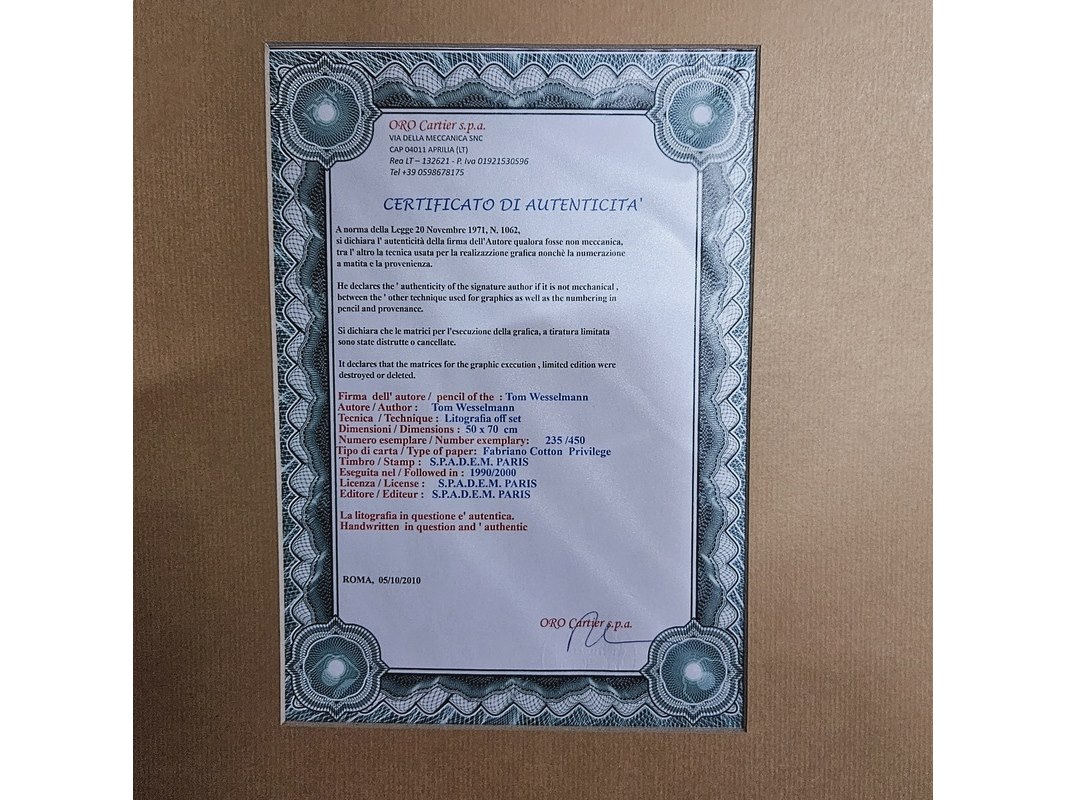 ORO Cartier s.p.a.
VIA DELLA MECCANICA SNC
CAP 04011 APRILIA (LT)
Rea LT – 132621 - P. Iva 01921530596
Tel +39 0598678175
CERTIFICATO DI AUTENTICITA'
A norma della Legge 20 Novembre 1971, N. 1062,
si dichiara l' autenticità della firma dell'Autore qualora fosse non meccanica,
tra l' altro la tecnica usata per la realizazzione grafica nonchè la numerazione
a matita e la provenienza.
He declares the ' authenticity of the signature author if it is not mechanical ,
between the ' other technique used for graphics as well as the numbering in
pencil and provenance.
Si dichiara che le matrici per l'esecuzione della grafica, a tiratura limitata
sono state distrutte o cancellate.
It declares that the matrices for the graphic execution , limited edition were
destroyed or deleted.
Firma dell' autore / pencil of the : Tom Wesselmann
Autore / Author : Tom Wesselmann
Tecnica / Technique : Litografia off set
Dimensioni / Dimensions : 50 x 70 cm
Numero esemplare / Number exemplary: 235 /450
Tipo di carta / Type of paper: Fabriano Cotton Privilege
Timbro / Stamp : S.P.A.D.E.M. PARIS
Eseguita nel / Followed in : 1990/2000
Licenza / License : S.P.A.D.E.M. PARIS
Editore / Editeur : S.P.A.D.E.M. PARIS
La litografia in questione e' autentica.
Handwritten in question and ' authentic
ROMA, 05/10/2010
ORO Cartier s.p.a.